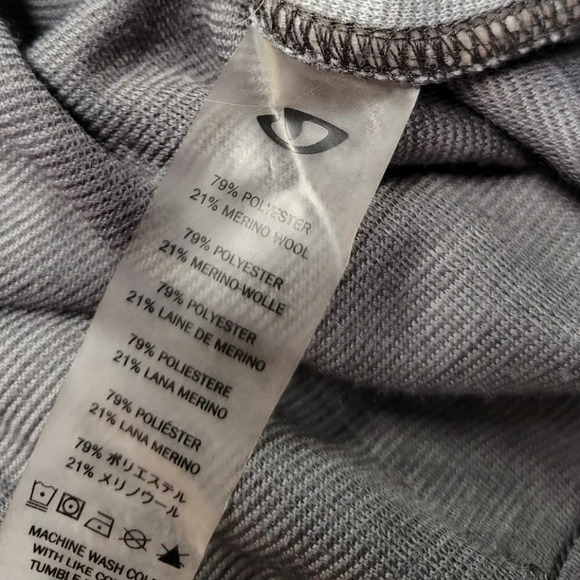 79% POLYESTER
21% MERINO WOOL
79% POLYESTER
21% MERINO-WOLLE
79% POLYESTER
21% LAINE DE MERINO
79% POLIESTERE
21% LANA MERINO
79% POLIÉSTER
21% LANA MERINO
79% ポリエステル
21% メリノウール
MACHINE WASH COL
WITH LIKE CO
TUMBLE